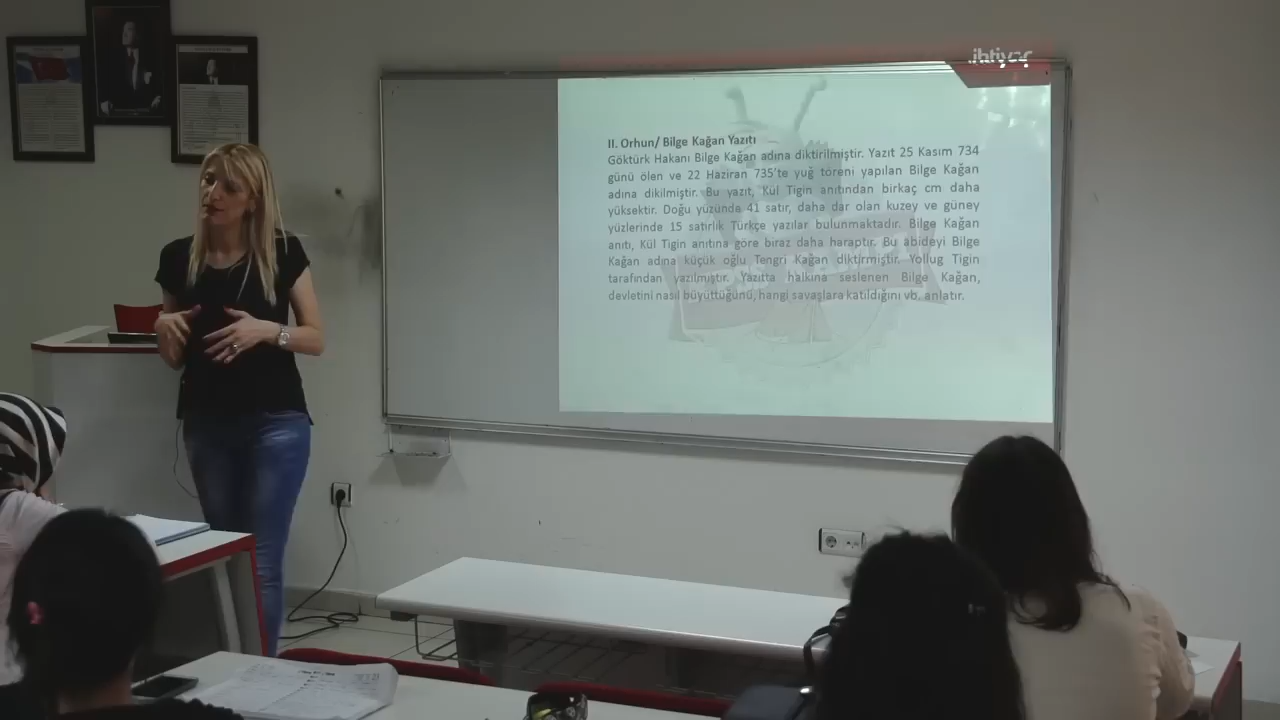 ihtiyaç
II. Orhun/ Bilge Kağan Yazıtı
Göktürk Hakanı Bilge Kağan adına diktirilmiştir. Yazıt 25 Kasım 734
günü ölen ve 22 Haziran 735'te yuğ töreni yapılan Bilge Kağan
adına dikilmiştir. Bu yazıt, Kül Tigin anıtından birkaç cm daha
yüksektir. Doğu yüzünde 41 satır, daha dar olan kuzey ve güney
yüzlerinde 15 satırlık Türkçe yazılar bulunmaktadır. Bilge Kağan
anıtı, Kül Tigin anıtına göre biraz daha haraptır. Bu abideyi Bilge
Kağan adına küçük oğlu Tengri Kağan diktirmiştir. Yollug Tigin
tarafından yazılmıştır. Yazıtta halkına seslenen Bilge Kağan,
devletini nasıl büyüttüğünü, hangi savaşlara katıldığını vb. anlatır.